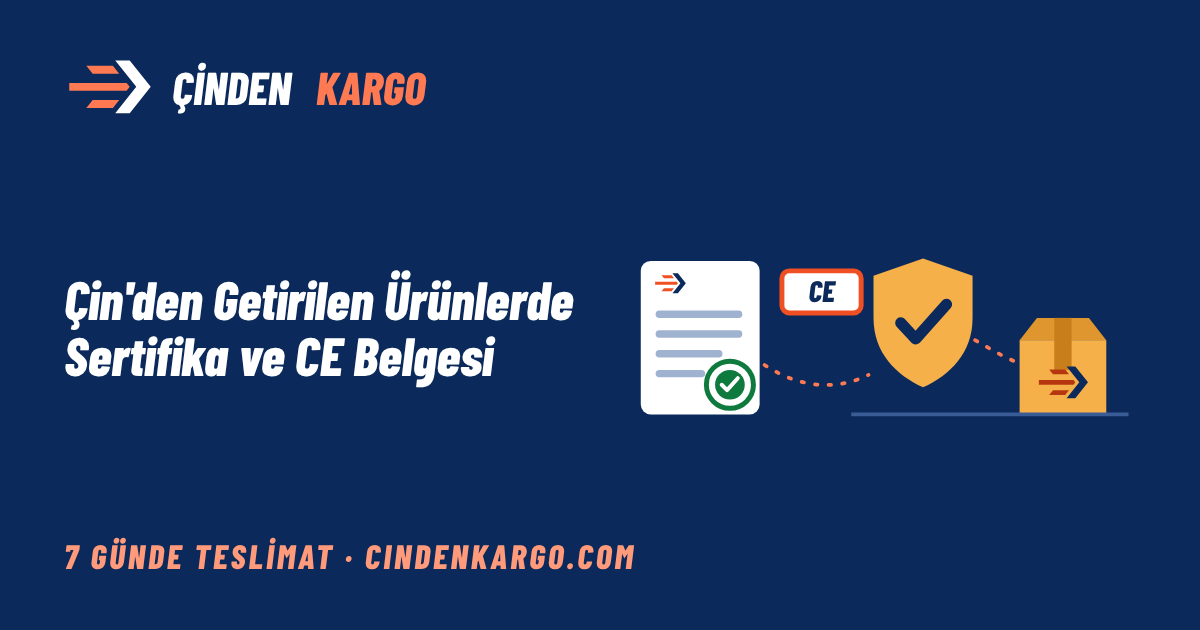 ÇİNDEN KARGO
Çin'den Getirilen Ürünlerde
Sertifika ve CE Belgesi
CE
7 GÜNDE TESLİMAT · CINDENKARGO.COM